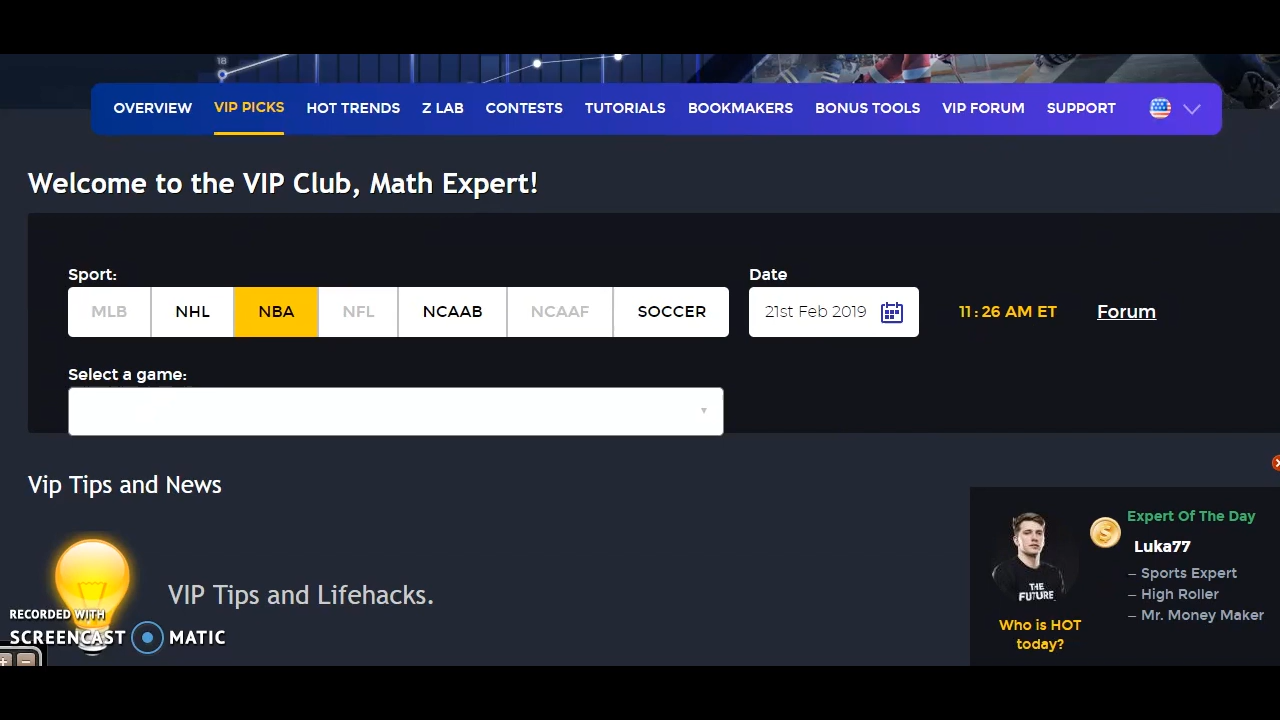 18
OVERVIEW VIP PICKS HOT TRENDS Z LAB CONTESTS TUTORIALS BOOKMAKERS BONUS TOOLS VIP FORUM SUPPORT
Welcome to the VIP Club, Math Expert!
Sport:
MLB NHL NBA NFL NCAAB NCAAF SOCCER
Date
21st Feb 2019
11:26 AM ET
Forum
Select a game:
Vip Tips and News
VIP Tips and Lifehacks.
Expert Of The Day
Luka77
– Sports Expert
– High Roller
– Mr. Money Maker
THE
FUTURE
Who is HOT
today?
RECORDED WITH
SCREENCAST MATIC